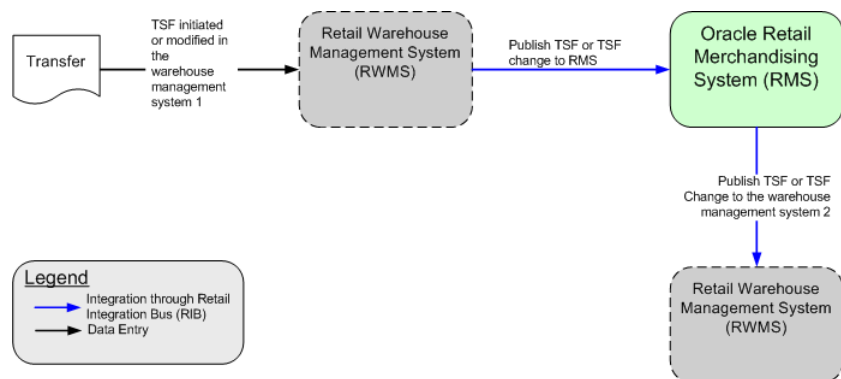 Transfer
TSF initiated
or modified in
the
warehouse
management
system 1
Retail Warehouse
Management System
(RWMS)
Publish TSF or TSF
change to RMS
Oracle Retail
Merchandising
System (RMS)
Publish TSF or TSF
Change to the warehouse
management system 2
Retail Warehouse
Management System
(RWMS)
Legend
Integration through Retail
Integration Bus (RIB)
Data Entry